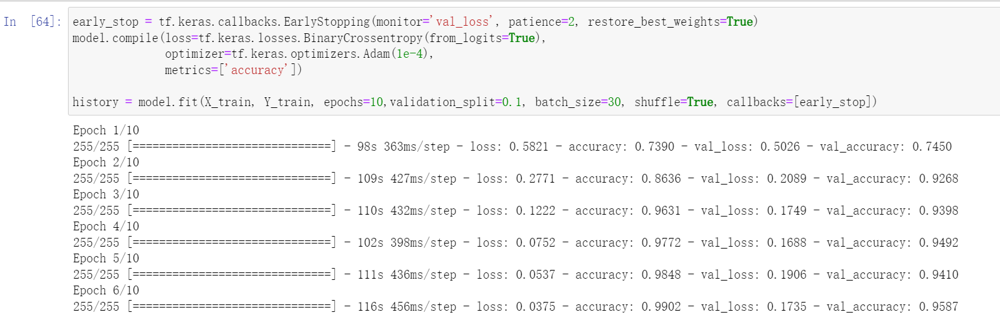 In [64]: early_stop = tf.keras.callbacks.EarlyStopping(monitor='val_loss', patience=2, restore_best_weights=True)
model.compile(loss=tf.keras.losses.BinaryCrossentropy(from_logits=True),
optimizer=tf.keras.optimizers.Adam(1e-4),
metrics=['accuracy'])
history = model.fit(X_train, Y_train, epochs=10,validation_split=0.1, batch_size=30, shuffle=True, callbacks=[early_stop])
Epoch 1/10
255/255 [==============================] - 98s 363ms/step - loss: 0.5821 - accuracy: 0.7390 - val_loss: 0.5026 - val_accuracy: 0.7450
Epoch 2/10
255/255 [==============================] - 109s 427ms/step - loss: 0.2771 - accuracy: 0.8636 - val_loss: 0.2089 - val_accuracy: 0.9268
Epoch 3/10
255/255 [==============================] - 110s 432ms/step - loss: 0.1222 - accuracy: 0.9631 - val_loss: 0.1749 - val_accuracy: 0.9398
Epoch 4/10
255/255 [==============================] - 102s 398ms/step - loss: 0.0752 - accuracy: 0.9772 - val_loss: 0.1688 - val_accuracy: 0.9492
Epoch 5/10
255/255 [==============================] - 111s 436ms/step - loss: 0.0537 - accuracy: 0.9848 - val_loss: 0.1906 - val_accuracy: 0.9410
Epoch 6/10
255/255 [==============================] - 116s 456ms/step - loss: 0.0375 - accuracy: 0.9902 - val_loss: 0.1735 - val_accuracy: 0.9587